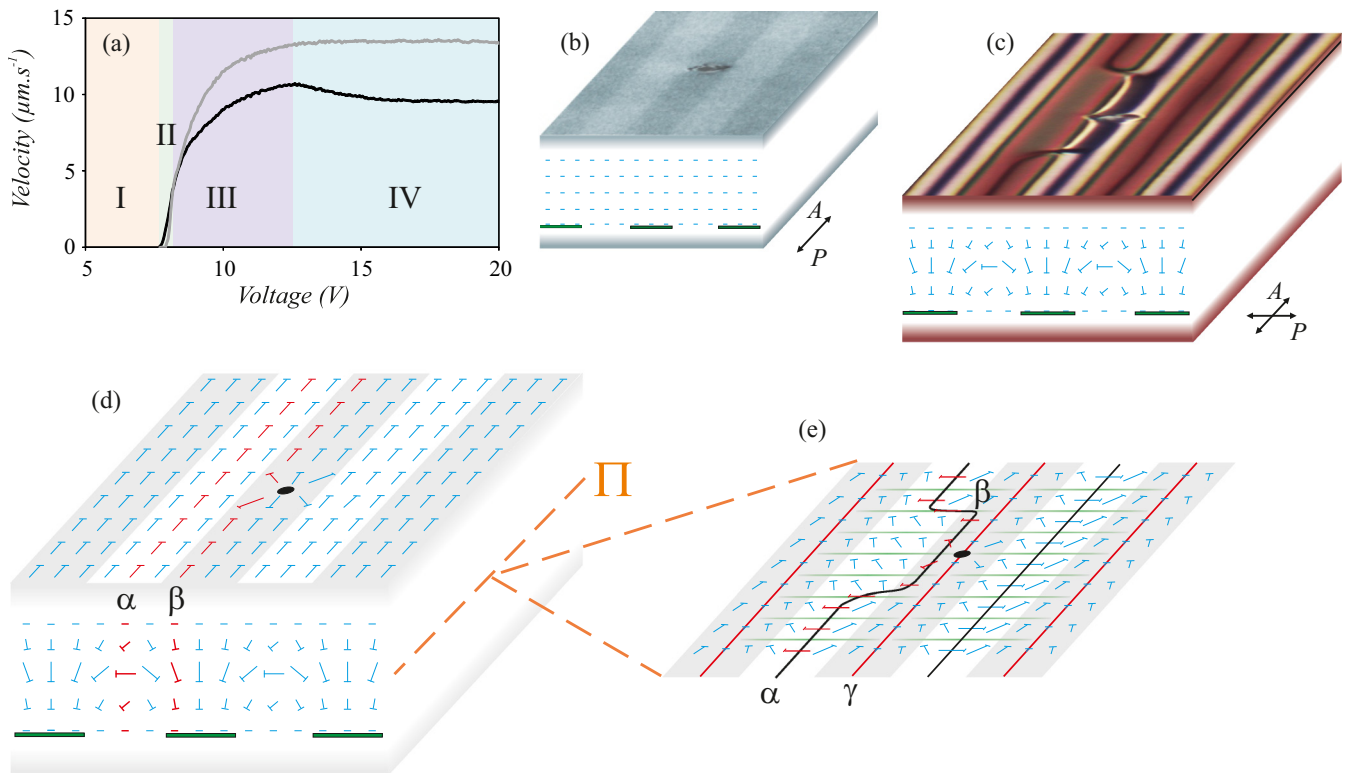 (a)
Velocity (μm.s⁻¹)
15
10
5
0
I
II
III
IV
5
10
15
20
Voltage (V)
(b)
A
P
(c)
A
P
(d)
α
β
Π
(e)
β
α
γ